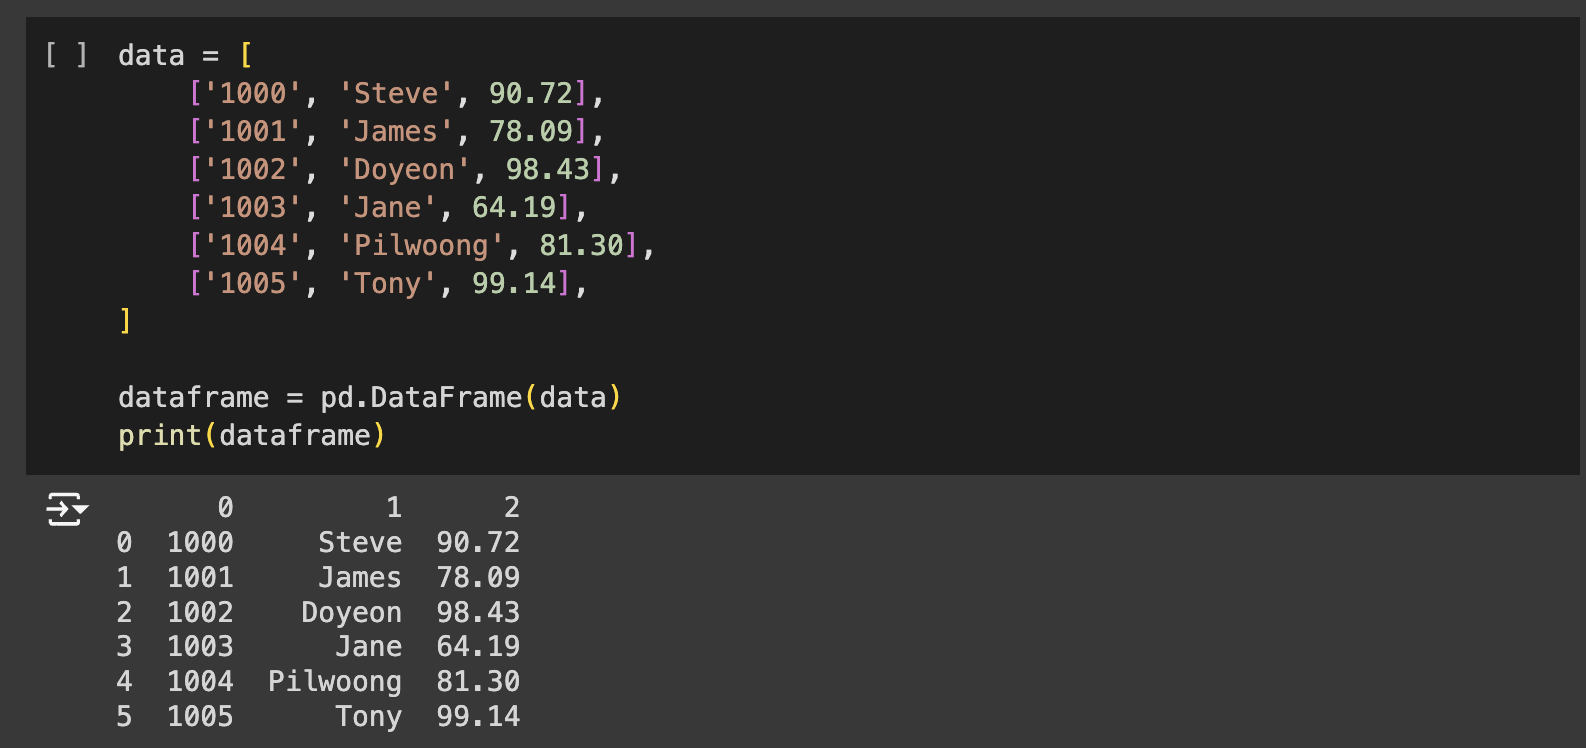 [ ] data = [
    ['1000', 'Steve', 90.72],
    ['1001', 'James', 78.09],
    ['1002', 'Doyeon', 98.43],
    ['1003', 'Jane', 64.19],
    ['1004', 'Pilwoong', 81.30],
    ['1005', 'Tony', 99.14],
]
dataframe = pd.DataFrame(data)
print(dataframe)
      0         1      2
0  1000     Steve  90.72
1  1001     James  78.09
2  1002    Doyeon  98.43
3  1003      Jane  64.19
4  1004  Pilwoong  81.30
5  1005      Tony  99.14